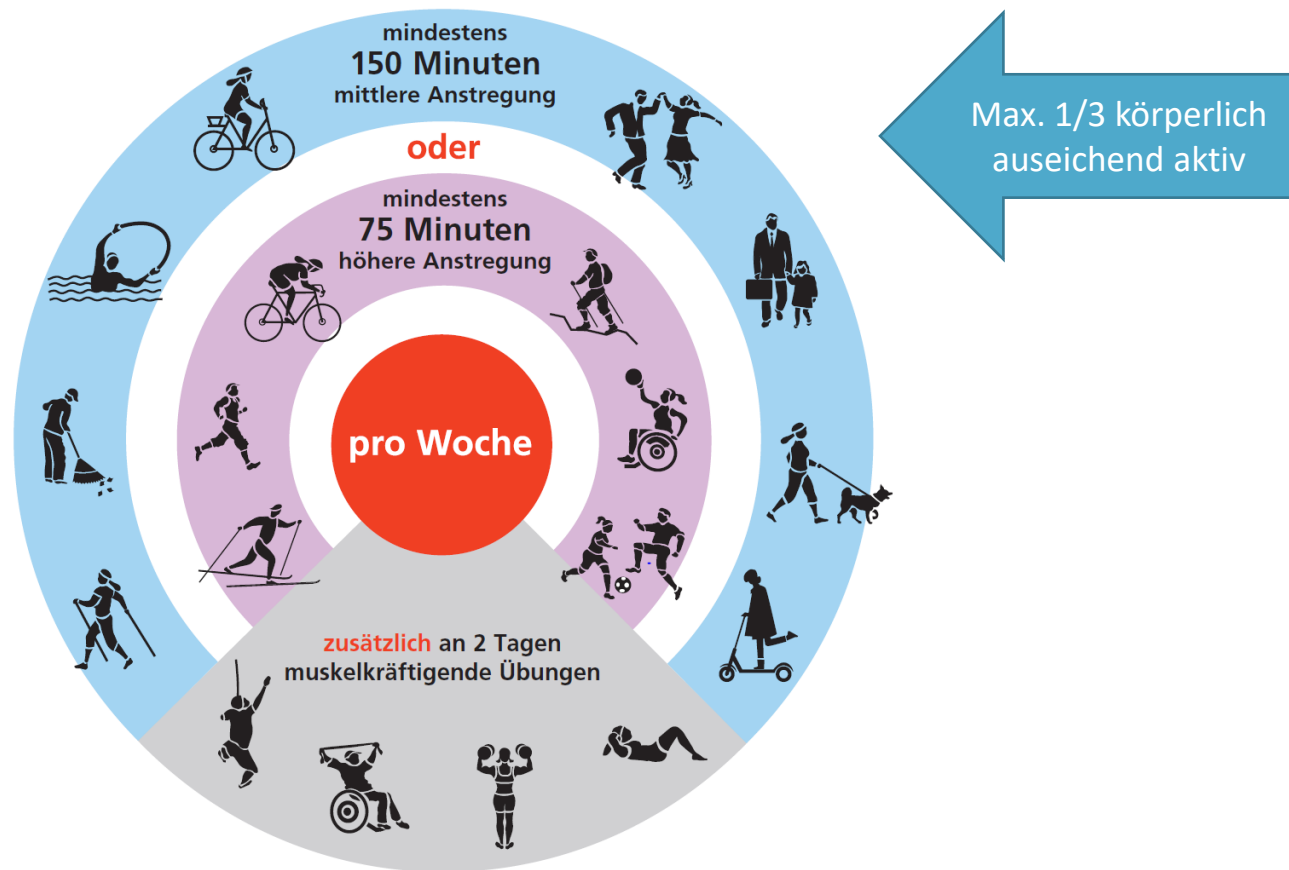 mindestens
150 Minuten
mittlere Anstregung
oder
mindestens
75 Minuten
höhere Anstregung
pro Woche
zusätzlich an 2 Tagen
muskelkräftigende Übungen
Max. 1/3 körperlich
auseichend aktiv